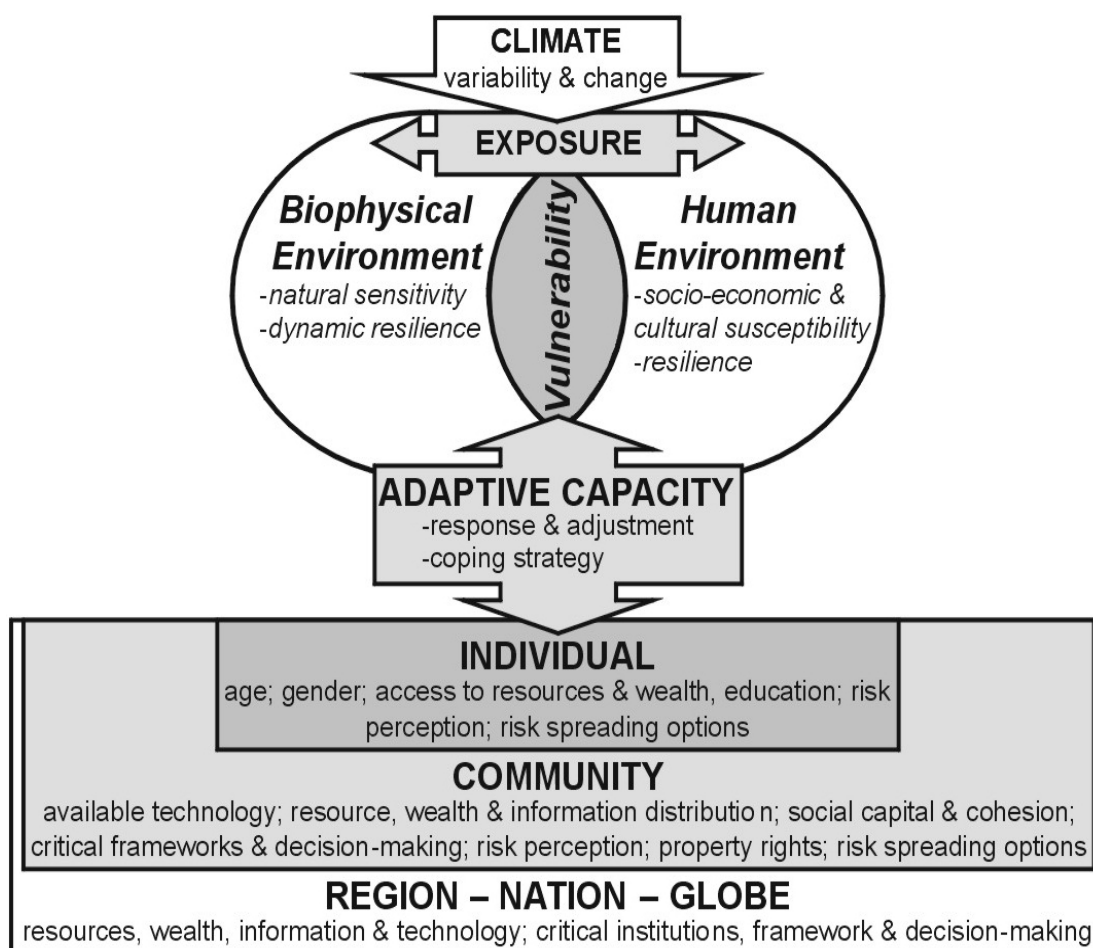 CLIMATE
variability & change
EXPOSURE
Biophysical
Environment
-natural sensitivity
-dynamic resilience
Vulnerability
Human
Environment
-socio-economic &
cultural susceptibility
-resilience
ADAPTIVE CAPACITY
-response & adjustment
-coping strategy
INDIVIDUAL
age; gender; access to resources & wealth, education; risk
perception; risk spreading options
COMMUNITY
available technology; resource, wealth & information distribution; social capital & cohesion;
critical frameworks & decision-making; risk perception; property rights; risk spreading options
REGION – NATION – GLOBE
resources, wealth, information & technology; critical institutions, framework & decision-making